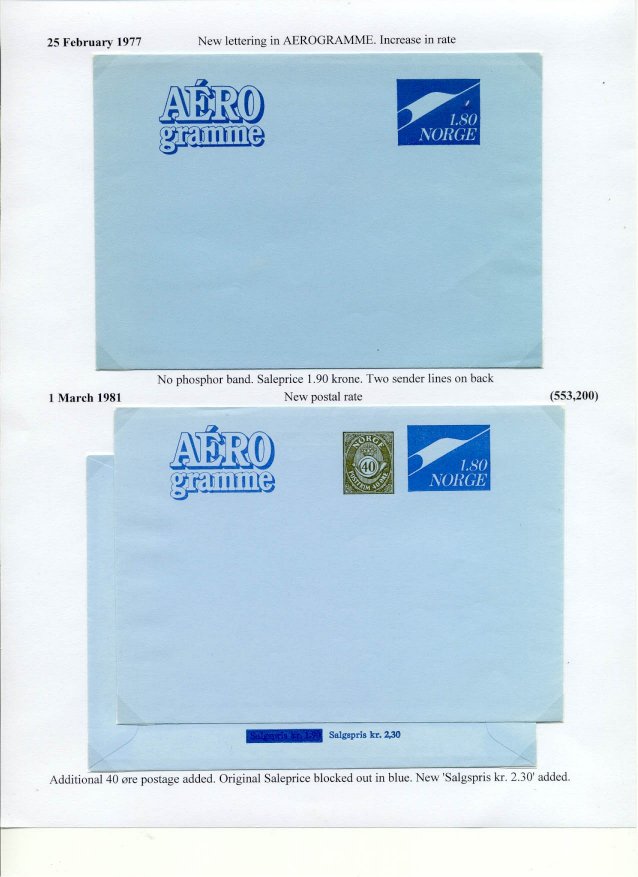 25 February 1977 New lettering in AEROGRAMME. Increase in rate
AÉRO
gramme
1.80
NORGE
No phosphor band. Saleprice 1.90 krone. Two sender lines on back
1 March 1981 New postal rate (553,200)
AÉRO
gramme
NORGE
40
POSTFRIM 40 ØRE
1.80
NORGE
Salgspris kr. 1.90 Salgspris kr. 2,30
Additional 40 øre postage added. Original Saleprice blocked out in blue. New 'Salgspris kr. 2.30' added.